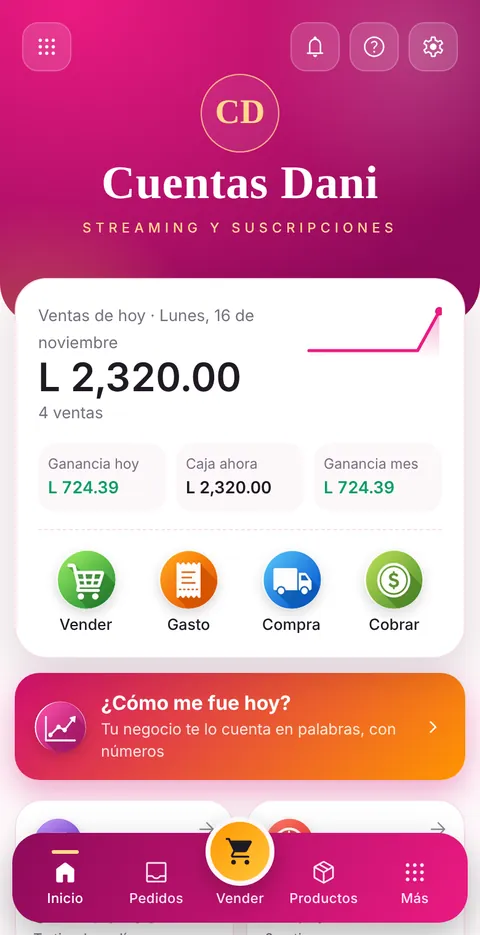 CD
Cuentas Dani
STREAMING Y SUSCRIPCIONES
Ventas de hoy · Lunes, 16 de
noviembre
L 2,320.00
4 ventas
Ganancia hoy
L 724.39
Caja ahora
L 2,320.00
Ganancia mes
L 724.39
Vender
Gasto
Compra
Cobrar
¿Cómo me fue hoy?
Tu negocio te lo cuenta en palabras, con
números
Inicio
Pedidos
Vender
Productos
Más